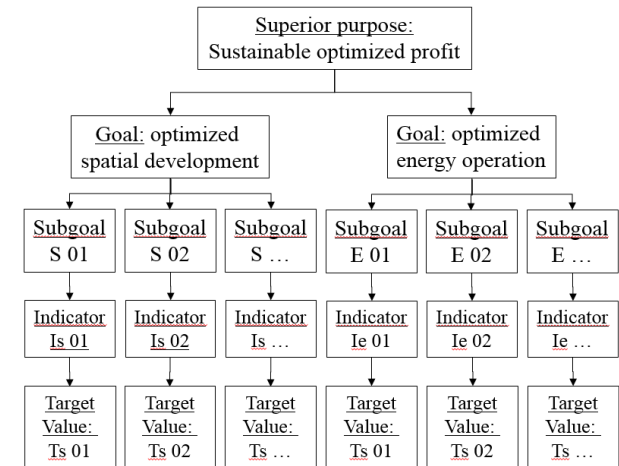 Superior purpose:
Sustainable optimized profit
Goal: optimized
spatial development
Goal: optimized
energy operation
Subgoal
S 01
Subgoal
S 02
Subgoal
S …
Subgoal
E 01
Subgoal
E 02
Subgoal
E …
Indicator
Is 01
Indicator
Is 02
Indicator
Is …
Indicator
Ie 01
Indicator
Ie 02
Indicator
Ie …
Target
Value:
Ts 01
Target
Value:
Ts 02
Target
Value:
Ts …
Target
Value:
Ts 01
Target
Value:
Ts 02
Target
Value:
Ts …